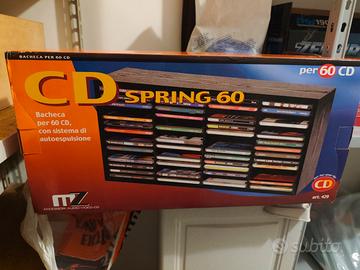 BACHECA PER 60 CD
per 60 CD
CD SPRING 60
Bacheca
per 60 CD,
con sistema di
autoespulsione
CD
art. 420
subito